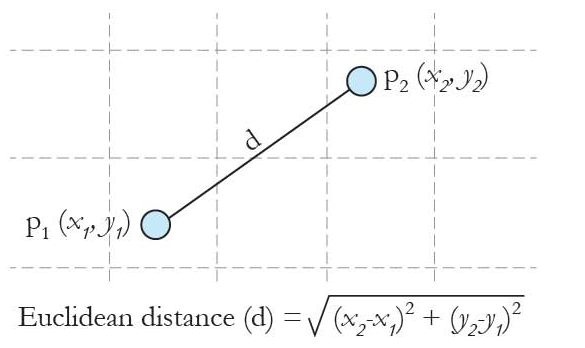 p₂ (x₂, y₂)
d
p₁ (x₁, y₁)
Euclidean distance (d) = √(x₂-x₁)² + (y₂-y₁)²